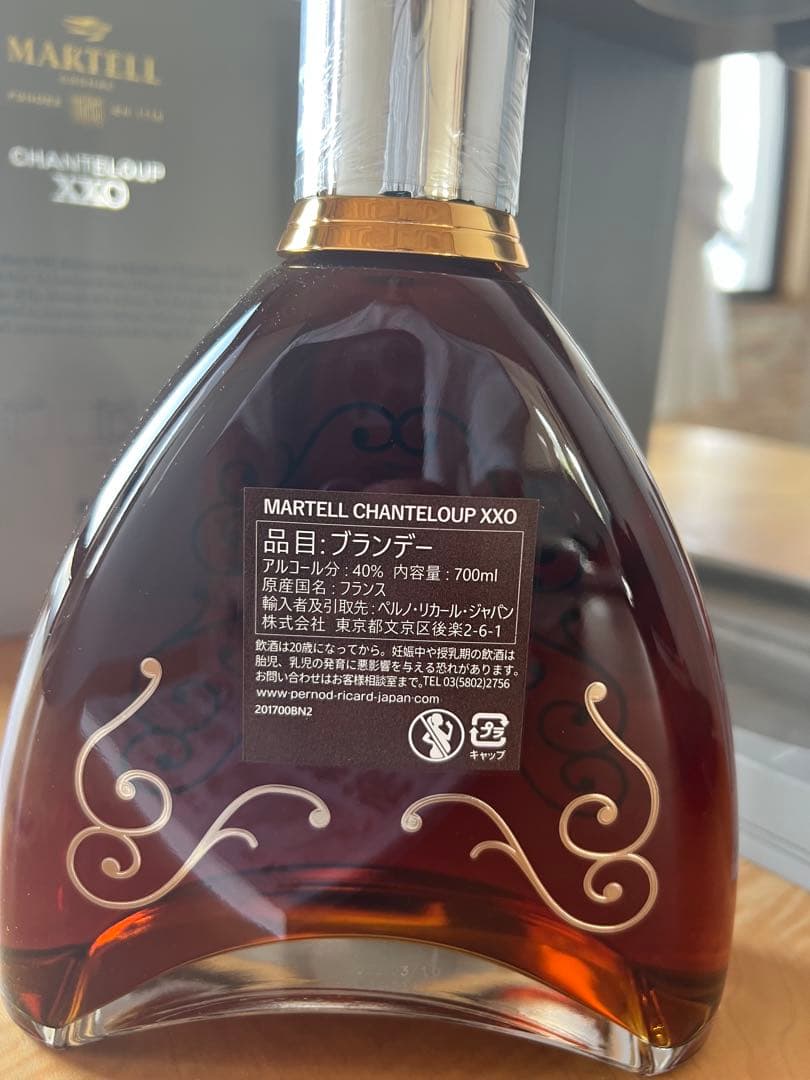 MARTELL
COGNAC
CHANTELOUP
XXO
MARTELL CHANTELOUP XXO
品目:ブランデー
アルコール分:40% 内容量:700ml
原産国名:フランス
輸入者及引取先:ペルノ・リカール・ジャパン
株式会社 東京都文京区後楽2-6-1
飲酒は20歳になってから。妊娠中や授乳期の飲酒は
胎児、乳児の発育に悪影響を与える恐れがあります。
お問い合わせはお客様相談室まで。TEL 03(5802)2756
www·pernod-ricard-japan·com
201700BN2
プラ
キャップ